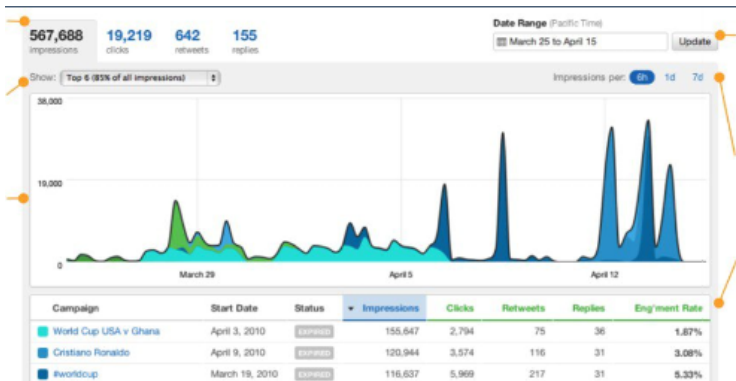 Date Range (Pacific Time)
567,688 19,219 642 155
impressions clicks retweets replies
March 25 to April 15 Update
Show: Top 6 (85% of all impressions) Impressions per: 6h 1d 7d
38,000
19,000
0
March 29 April 5 April 12
Campaign Start Date Status Impressions Clicks Retweets Replies Eng'ment Rate
World Cup USA v Ghana April 3, 2010 EXPIRED 155,647 2,794 75 36 1.87%
Cristiano Ronaldo April 9, 2010 EXPIRED 120,944 3,574 116 31 3.08%
#worldcup March 19, 2010 EXPIRED 116,637 5,969 217 31 5.33%